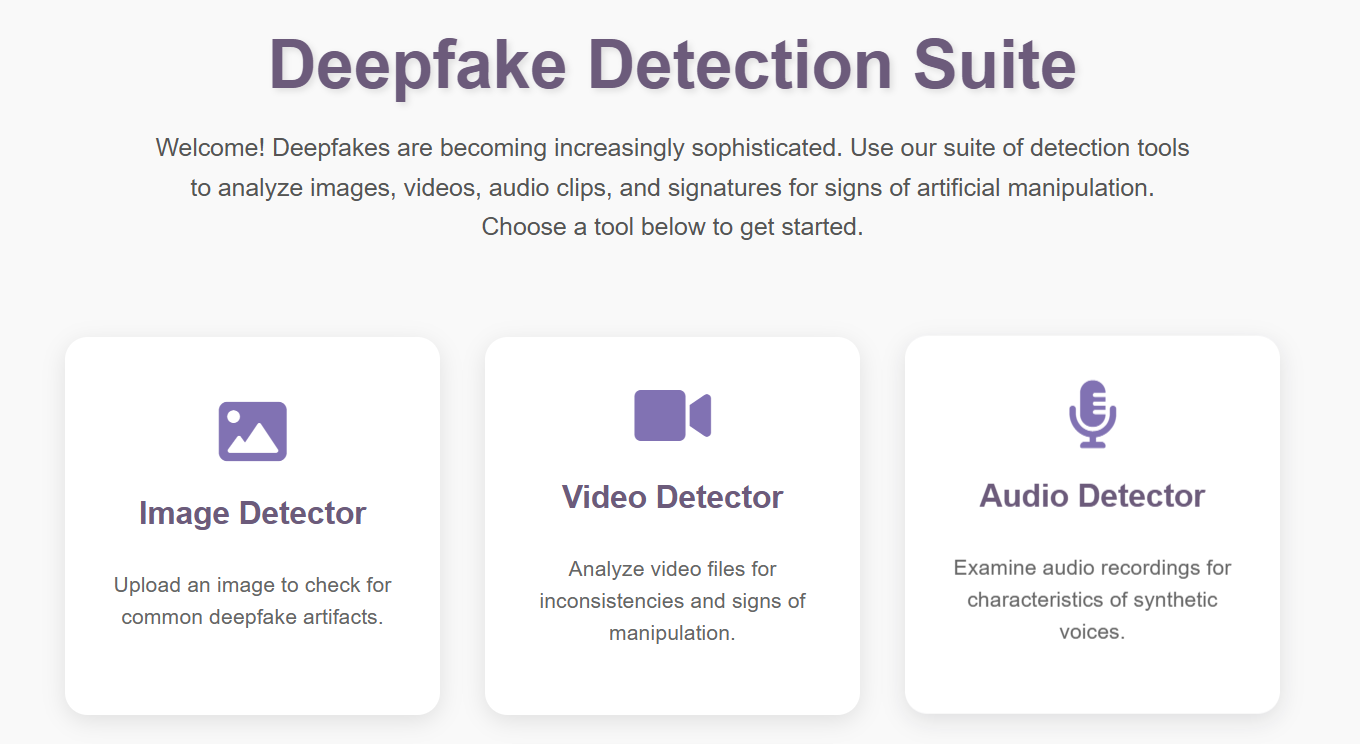 Deepfake Detection Suite
Welcome! Deepfakes are becoming increasingly sophisticated. Use our suite of detection tools
to analyze images, videos, audio clips, and signatures for signs of artificial manipulation.
Choose a tool below to get started.
Image Detector
Upload an image to check for
common deepfake artifacts.
Video Detector
Analyze video files for
inconsistencies and signs of
manipulation.
Audio Detector
Examine audio recordings for
characteristics of synthetic
voices.